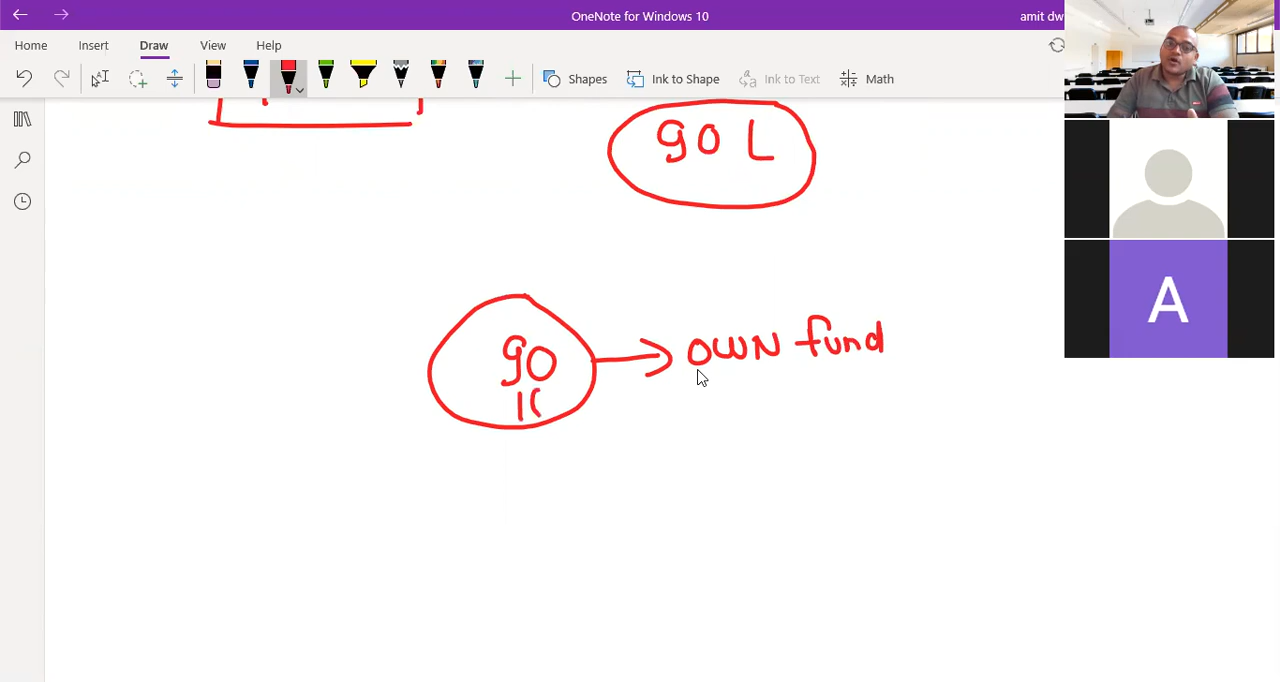 OneNote for Windows 10
amit dw
Home Insert Draw View Help
Shapes Ink to Shape Ink to Text Math
90 L
90 → OWN fund
A